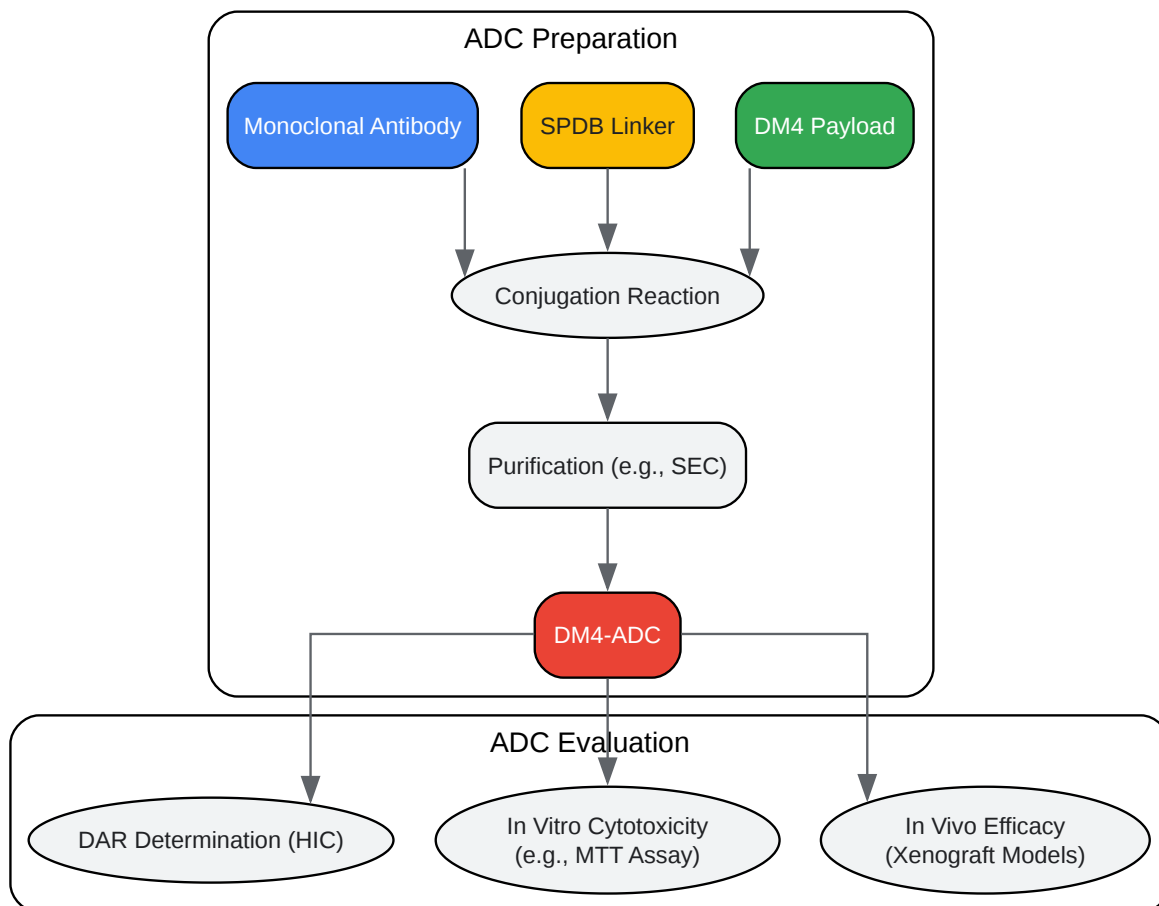 ADC Preparation
Monoclonal Antibody
SPDB Linker
DM4 Payload
Conjugation Reaction
Purification (e.g., SEC)
DM4-ADC
ADC Evaluation
DAR Determination (HIC)
In Vitro Cytotoxicity
(e.g., MTT Assay)
In Vivo Efficacy
(Xenograft Models)